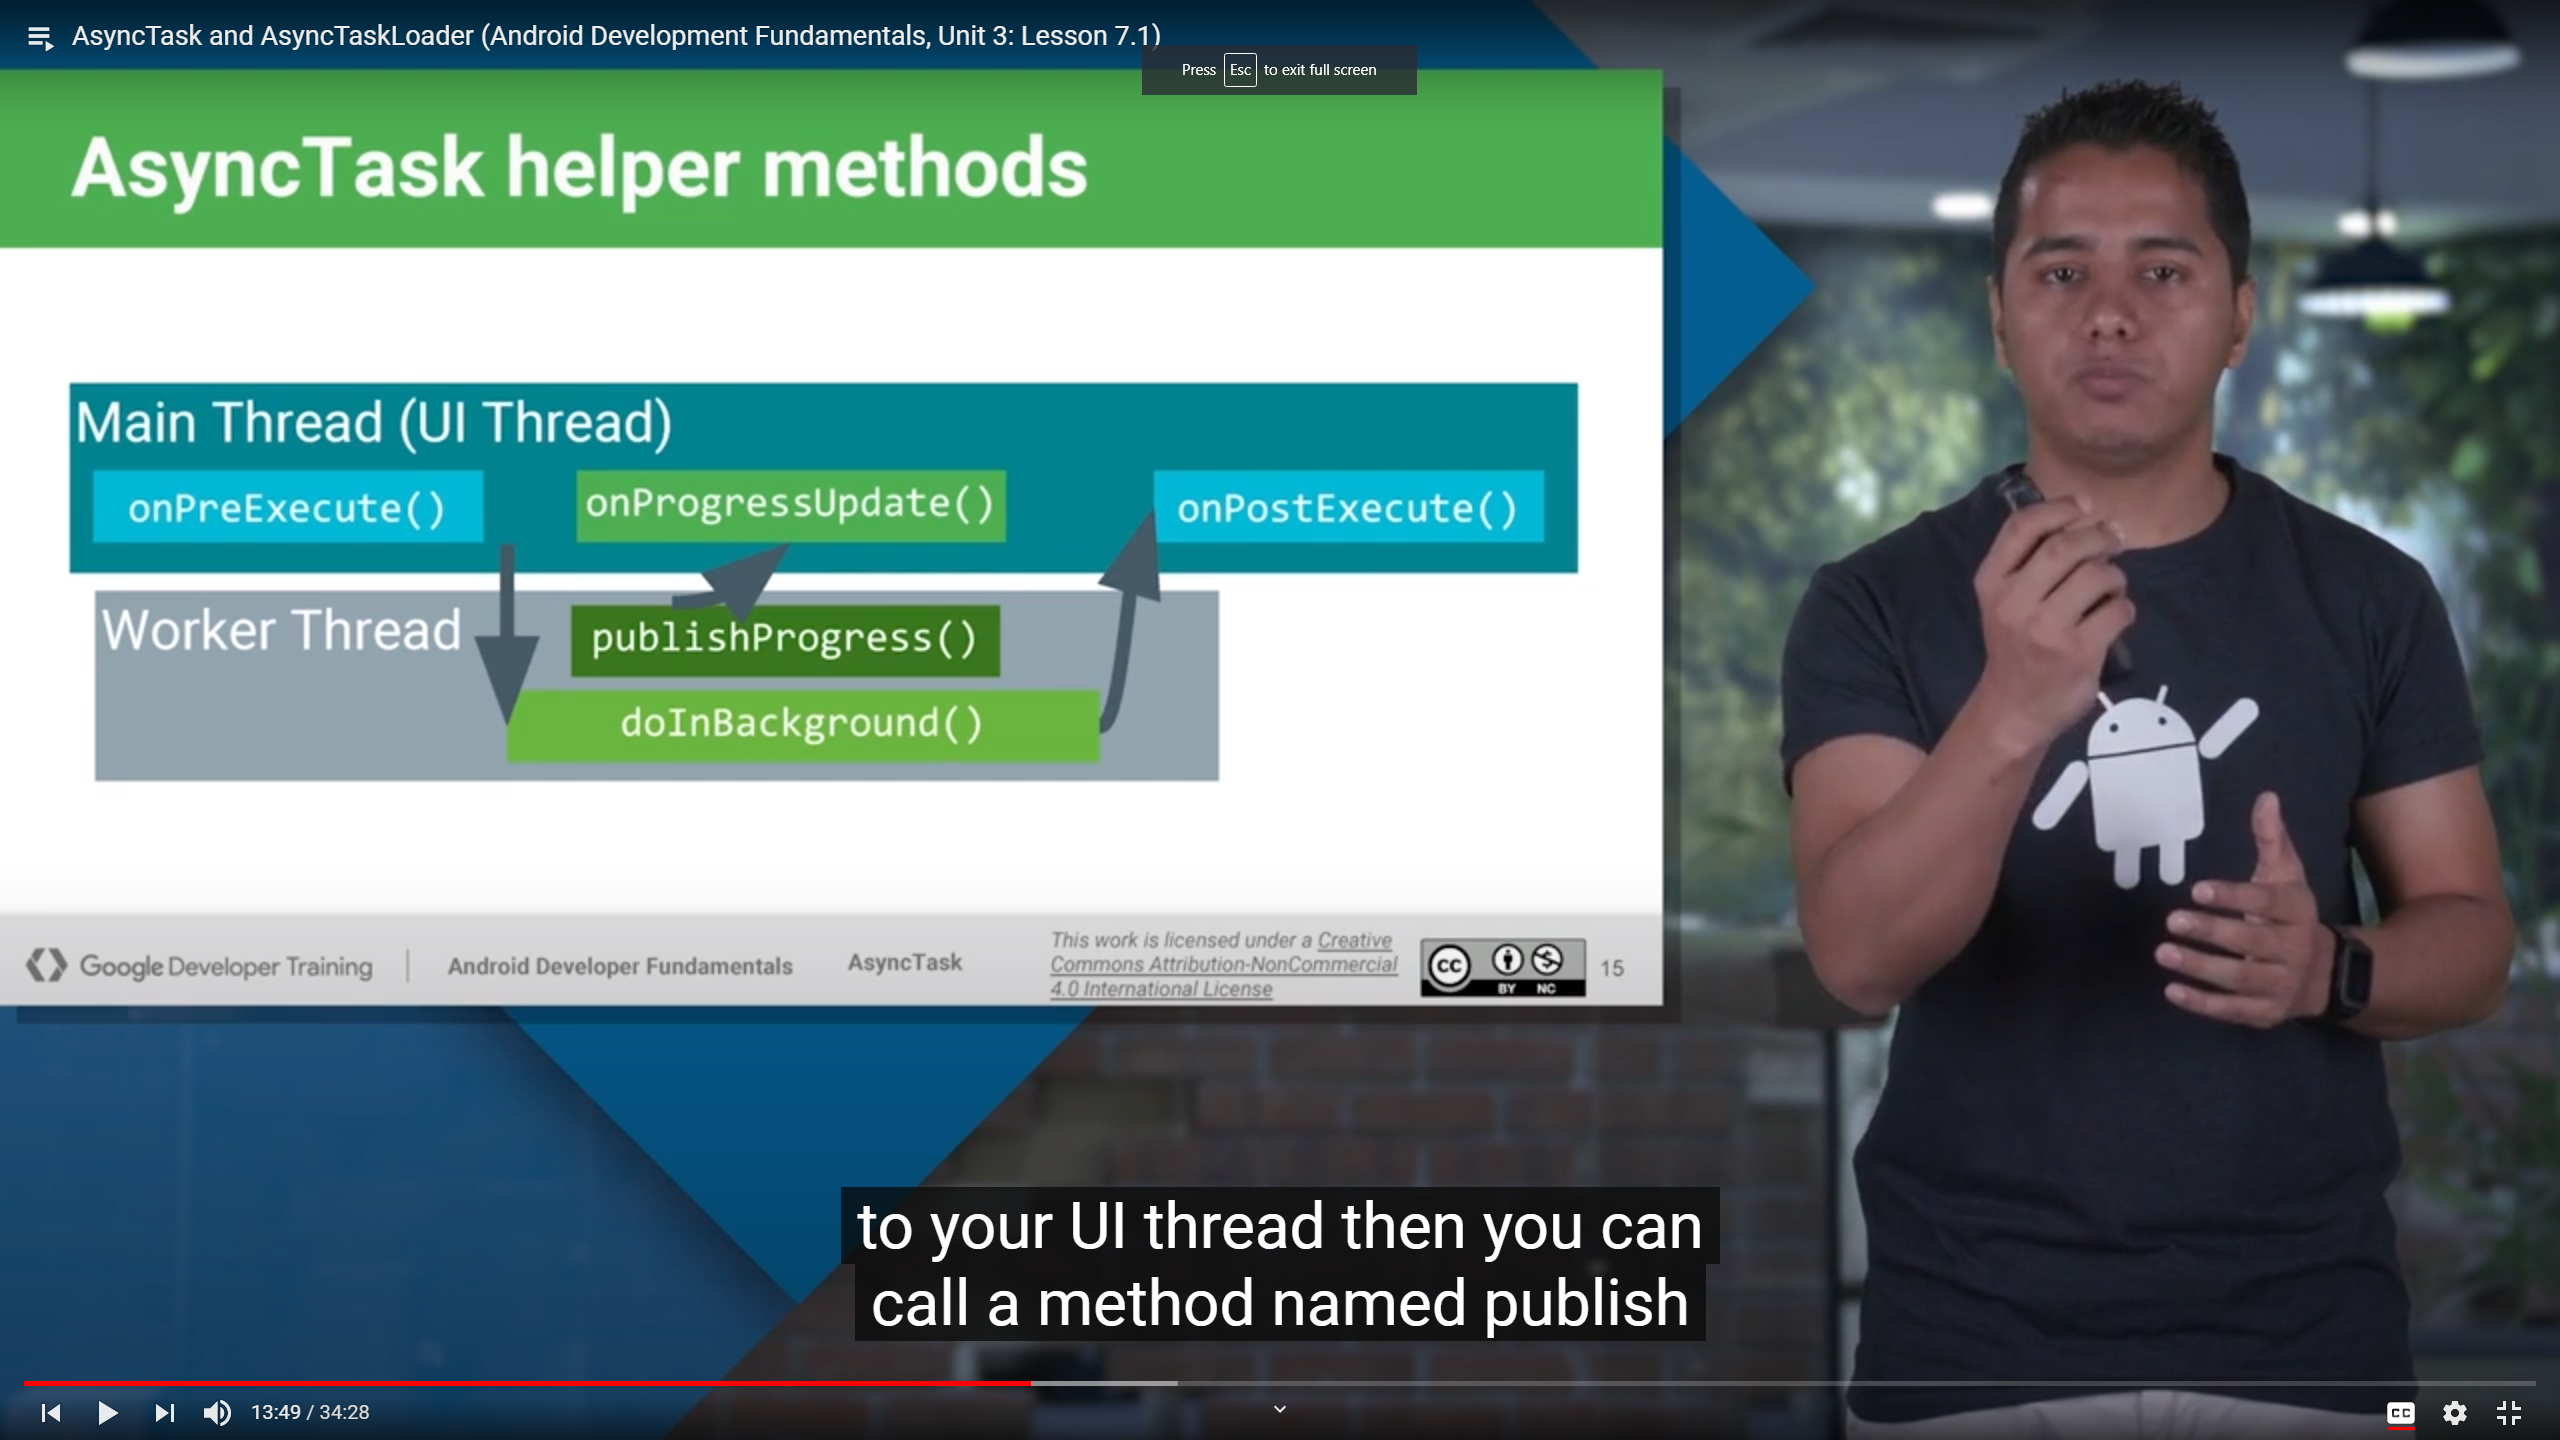 AsyncTask and AsyncTaskLoader (Android Development Fundamentals, Unit 3: Lesson 7.1)
Press Esc to exit full screen
AsyncTask helper methods
Main Thread (UI Thread)
onPreExecute()
onProgressUpdate()
onPostExecute()
Worker Thread
publishProgress()
doInBackground()
Google Developer Training
Android Developer Fundamentals
AsyncTask
This work is licensed under a Creative
Commons Attribution-NonCommercial
4.0 International License
CC BY NC
15
to your UI thread then you can
call a method named publish
13:49 / 34:28
CC